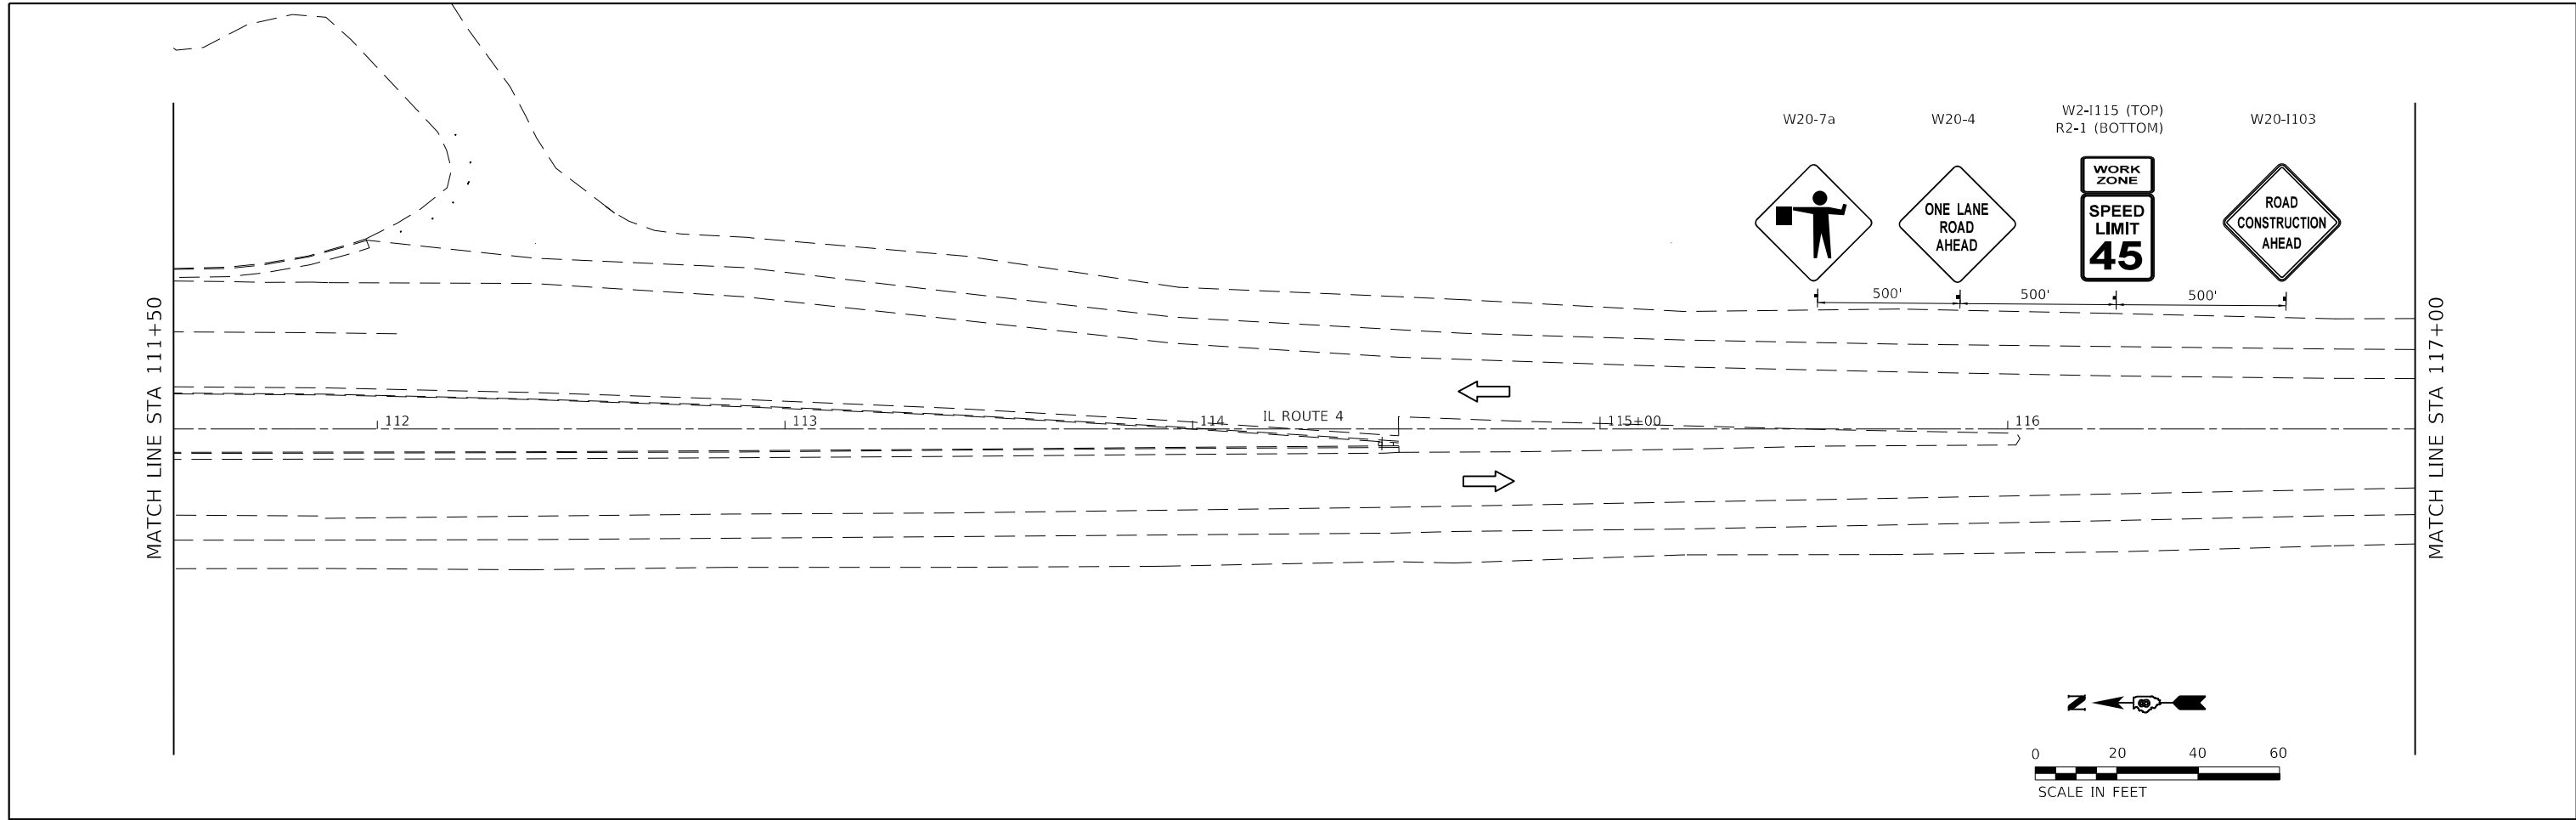 W20-7a
W20-4
W2-I115 (TOP)
R2-1 (BOTTOM)
W20-I103
WORK
ZONE
SPEED
LIMIT
45
ONE LANE
ROAD
AHEAD
ROAD
CONSTRUCTION
AHEAD
500'
500'
500'
MATCH LINE STA 111+50
MATCH LINE STA 117+00
112
113
114
IL ROUTE 4
115+00
116
N
0 20 40 60
SCALE IN FEET